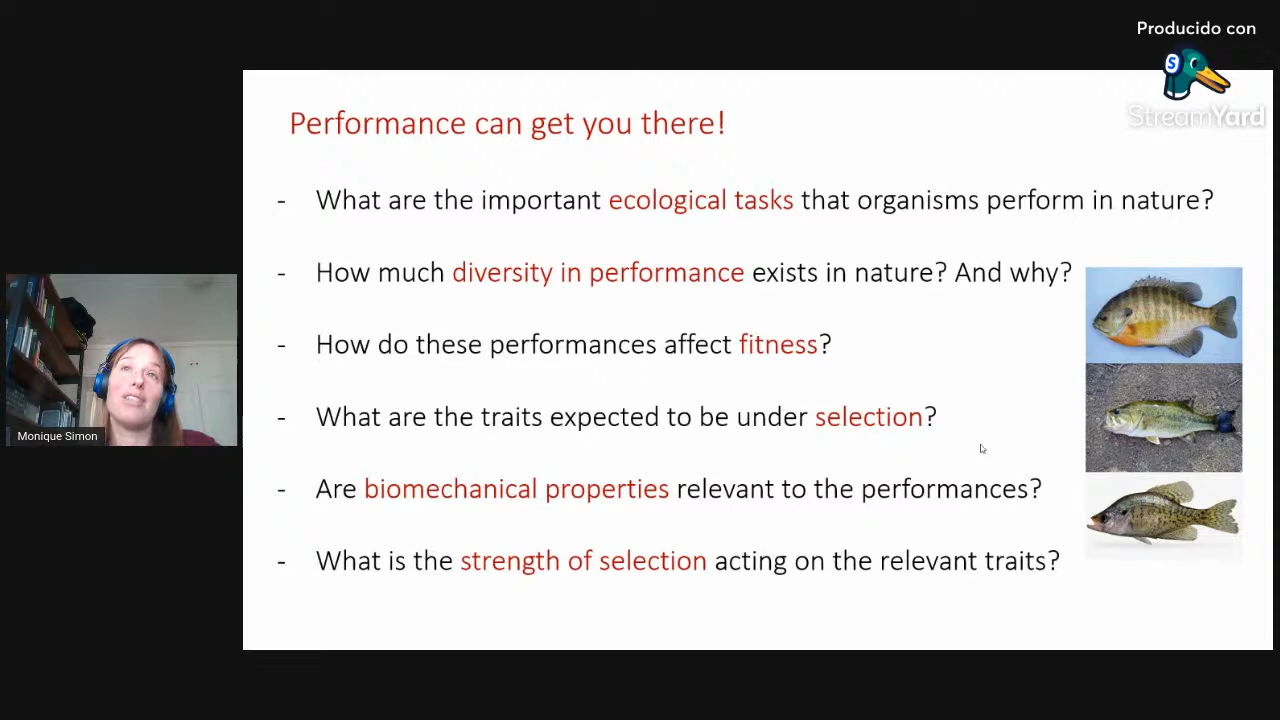 Producido con
S
StreamYard
Performance can get you there!
- What are the important ecological tasks that organisms perform in nature?
- How much diversity in performance exists in nature? And why?
- How do these performances affect fitness?
- What are the traits expected to be under selection?
Monique Simon
- Are biomechanical properties relevant to the performances?
- What is the strength of selection acting on the relevant traits?